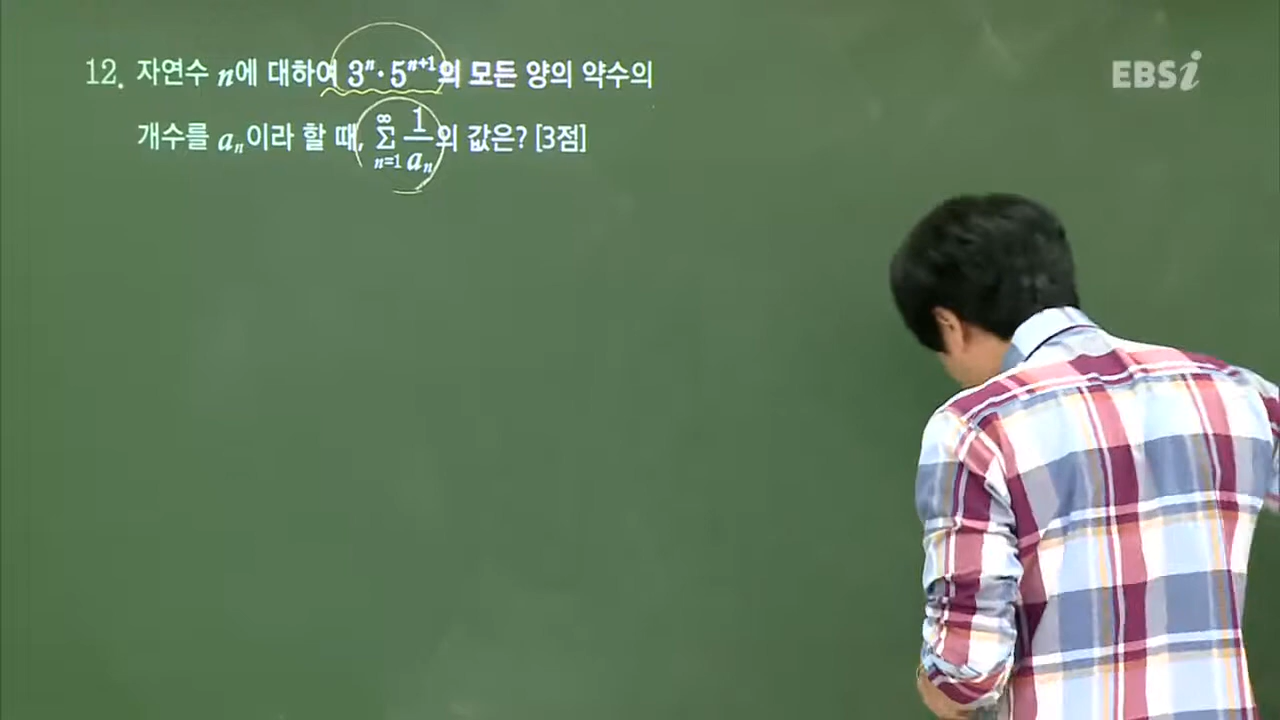 12. 자연수 n에 대하여 3ⁿ·5ⁿ⁺¹의 모든 양의 약수의
EBSi
개수를 aₙ이라 할 때, ∑_{n=1}^{∞} 1/aₙ의 값은? [3점]